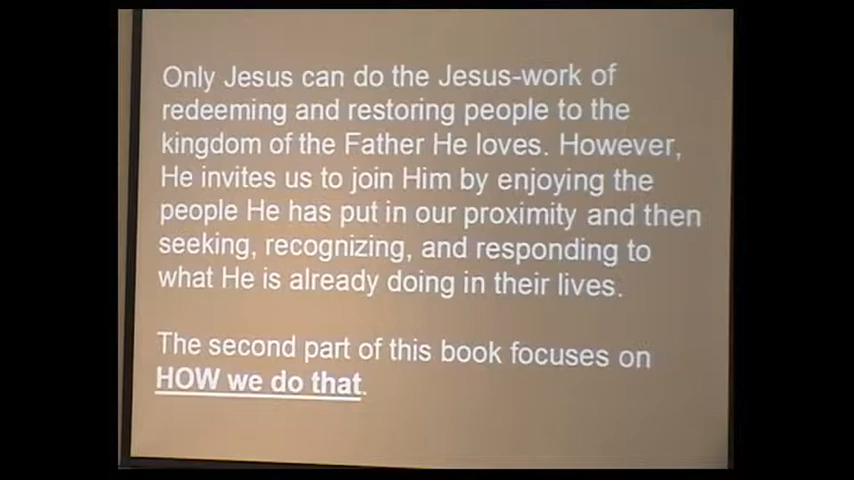 Only Jesus can do the Jesus-work of
redeeming and restoring people to the
kingdom of the Father He loves. However,
He invites us to join Him by enjoying the
people He has put in our proximity and then
seeking, recognizing, and responding to
what He is already doing in their lives.
The second part of this book focuses on
HOW we do that.